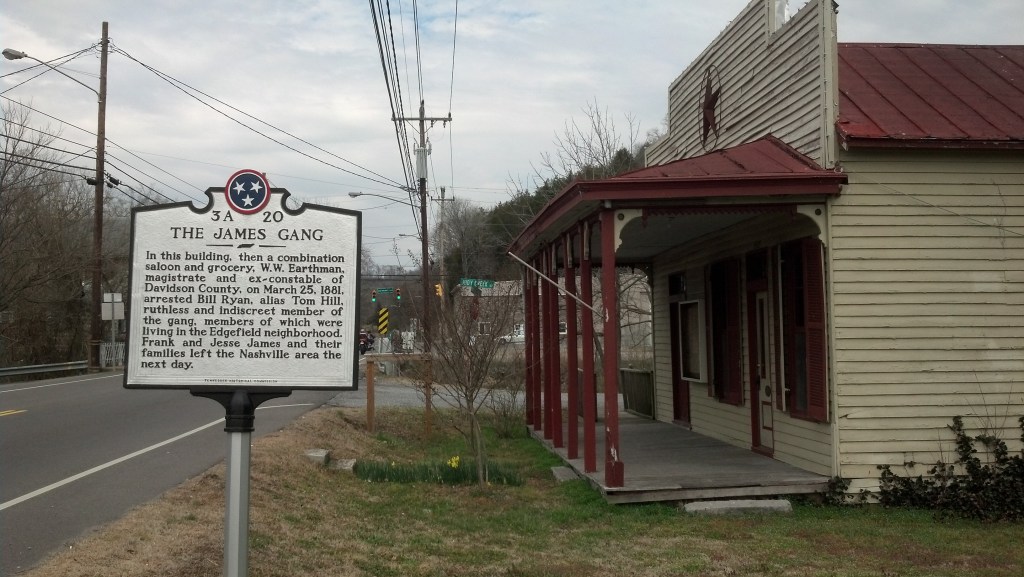 3A 20
THE JAMES GANG
In this building, then a combination
saloon and grocery, W.W. Earthman,
magistrate and ex-constable of
Davidson County, on March 25, 1881,
arrested Bill Ryan, alias Tom Hill,
ruthless and indiscreet member of
the gang, members of which were
living in the Edgefield neighborhood.
Frank and Jesse James and their
families left the Nashville area the
next day.
TENNESSEE HISTORICAL COMMISSION